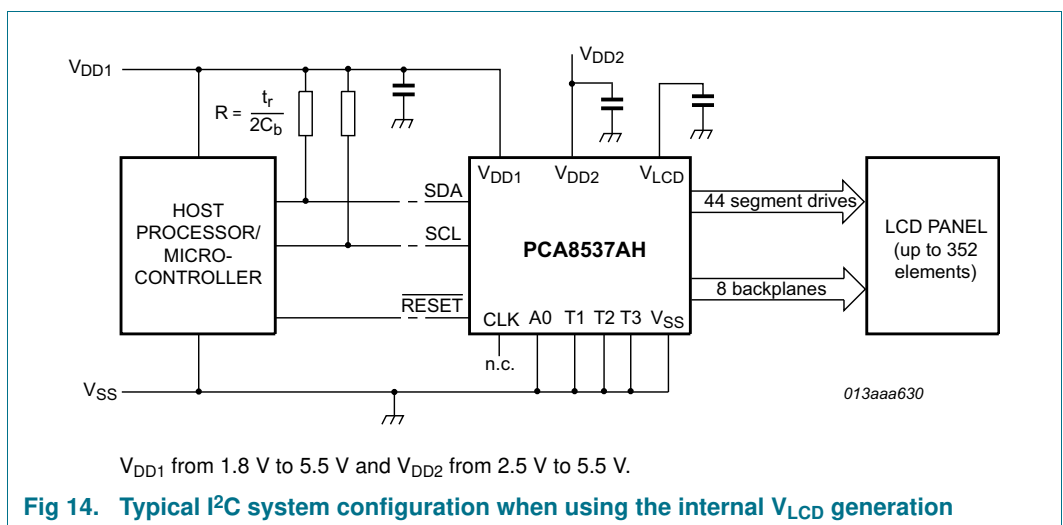 VDD2
VDD1
R = tr
2Cb
VDD1 VDD2 VLCD
HOST
PROCESSOR/
MICRO-
CONTROLLER
SDA
SCL
RESET
PCA8537AH
44 segment drives
8 backplanes
LCD PANEL
(up to 352
elements)
CLK A0 T1 T2 T3 VSS
n.c.
VSS
013aaa630
VDD1 from 1.8 V to 5.5 V and VDD2 from 2.5 V to 5.5 V.
Fig 14. Typical I²C system configuration when using the internal VLCD generation